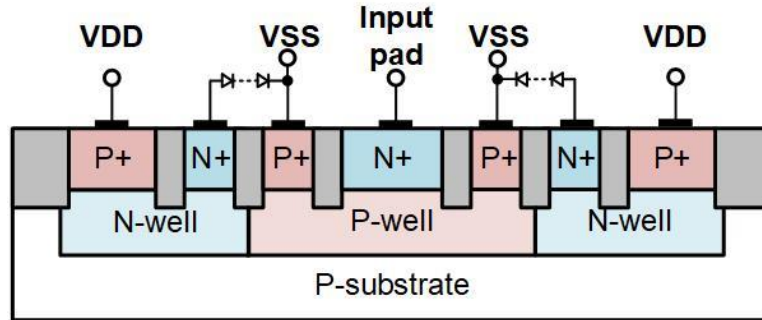 VDD
VSS
Input
pad
VSS
VDD
P+
N+
P+
N+
P+
N+
P+
N-well
P-well
N-well
P-substrate